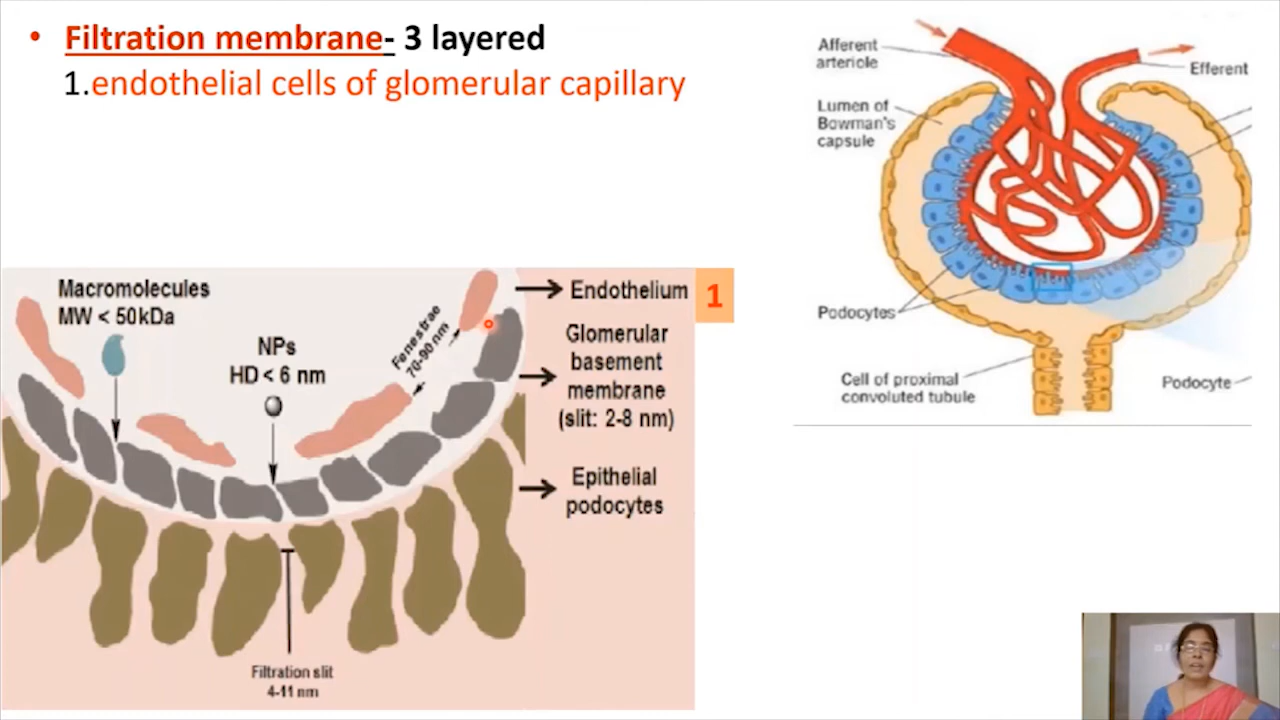 • Filtration membrane- 3 layered
1.endothelial cells of glomerular capillary
Afferent
arteriole
Efferent
Lumen of
Bowman's
capsule
Podocytes
Cell of proximal
convoluted tubule
Podocyte
Macromolecules
MW < 50kDa
NPs
HD < 6 nm
Fenestrae
70-90 nm
Endothelium
1
Glomerular
basement
membrane
(slit: 2-8 nm)
Epithelial
podocytes
Filtration slit
4-11 nm